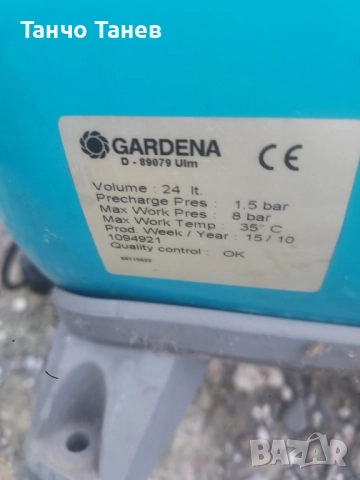 Танчо Танев
GARDENA
D - 89079 Ulm
CE
Volume : 24 lt.
Precharge Pres : 1.5 bar
Max Work Pres : 8 bar
Max Work Temp : 35° C
Prod. Week / Year : 15 / 10
1094921
Quality control : OK
BAZAR